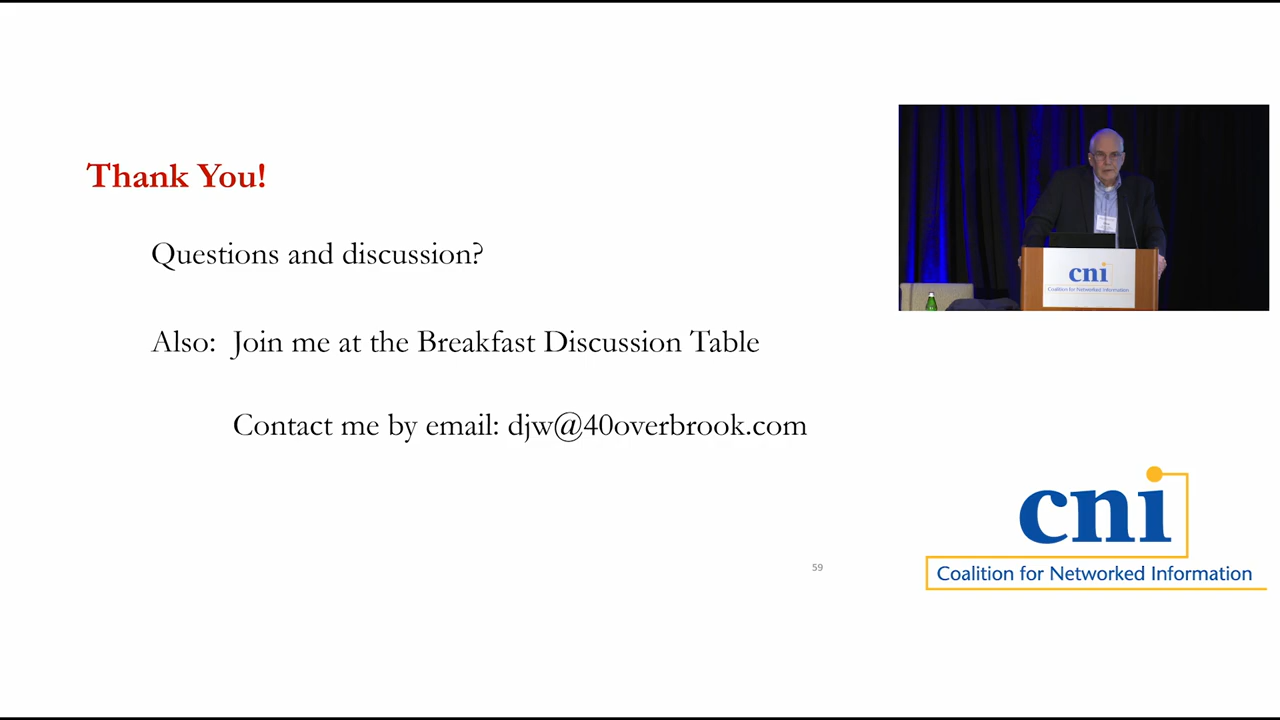 Thank You!
Questions and discussion?
Also: Join me at the Breakfast Discussion Table
Contact me by email: djw@40overbrook.com
59
cni
Coalition for Networked Information
cni
Coalition for Networked Information